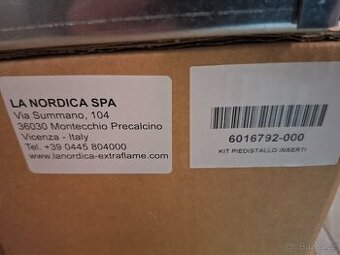 LA NORDICA SPA
Via Summano, 104
36030 Montecchio Precalcino
Vicenza - Italy
Tel. +39 0445 804000
www.lanordica-extraflame.com
6016792-000
KIT PIEDISTALLO INSERTI